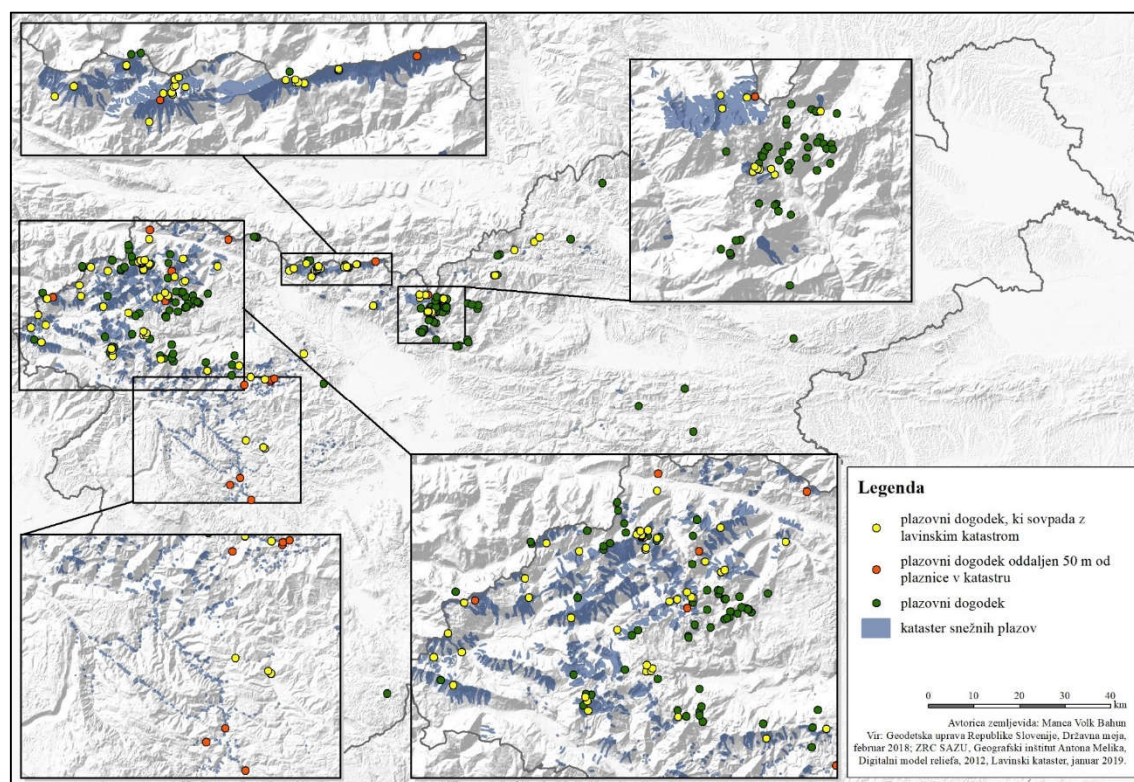 Legenda
plazovni dogodek, ki sovpada z
lavinskim katastrom
plazovni dogodek oddaljen 50 m od
plaznice v katastru
plazovni dogodek
kataster snežnih plazov
0 10 20 30 40
km
Avtorica zemljevida: Manca Volk Bahun
Vir: Geodetska uprava Republike Slovenije, Državna meja,
februar 2018; ZRC SAZU, Geografski inštitut Antona Melika,
Digitalni model reliefa, 2012, Lavinski kataster, januar 2019.